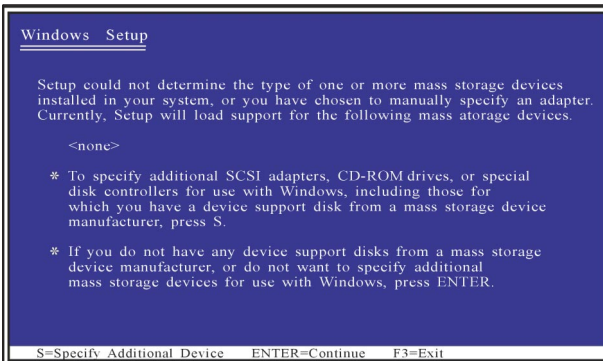 Windows Setup
Setup could not determine the type of one or more mass storage devices
installed in your system, or you have chosen to manually specify an adapter.
Currently, Setup will load support for the following mass atorage devices.
<none>
* To specify additional SCSI adapters, CD-ROM drives, or special
disk controllers for use with Windows, including those for
which you have a device support disk from a mass storage device
manufacturer, press S.
* If you do not have any device support disks from a mass storage
device manufacturer, or do not want to specify additional
mass storage devices for use with Windows, press ENTER.
S=Specify Additional Device ENTER=Continue F3=Exit